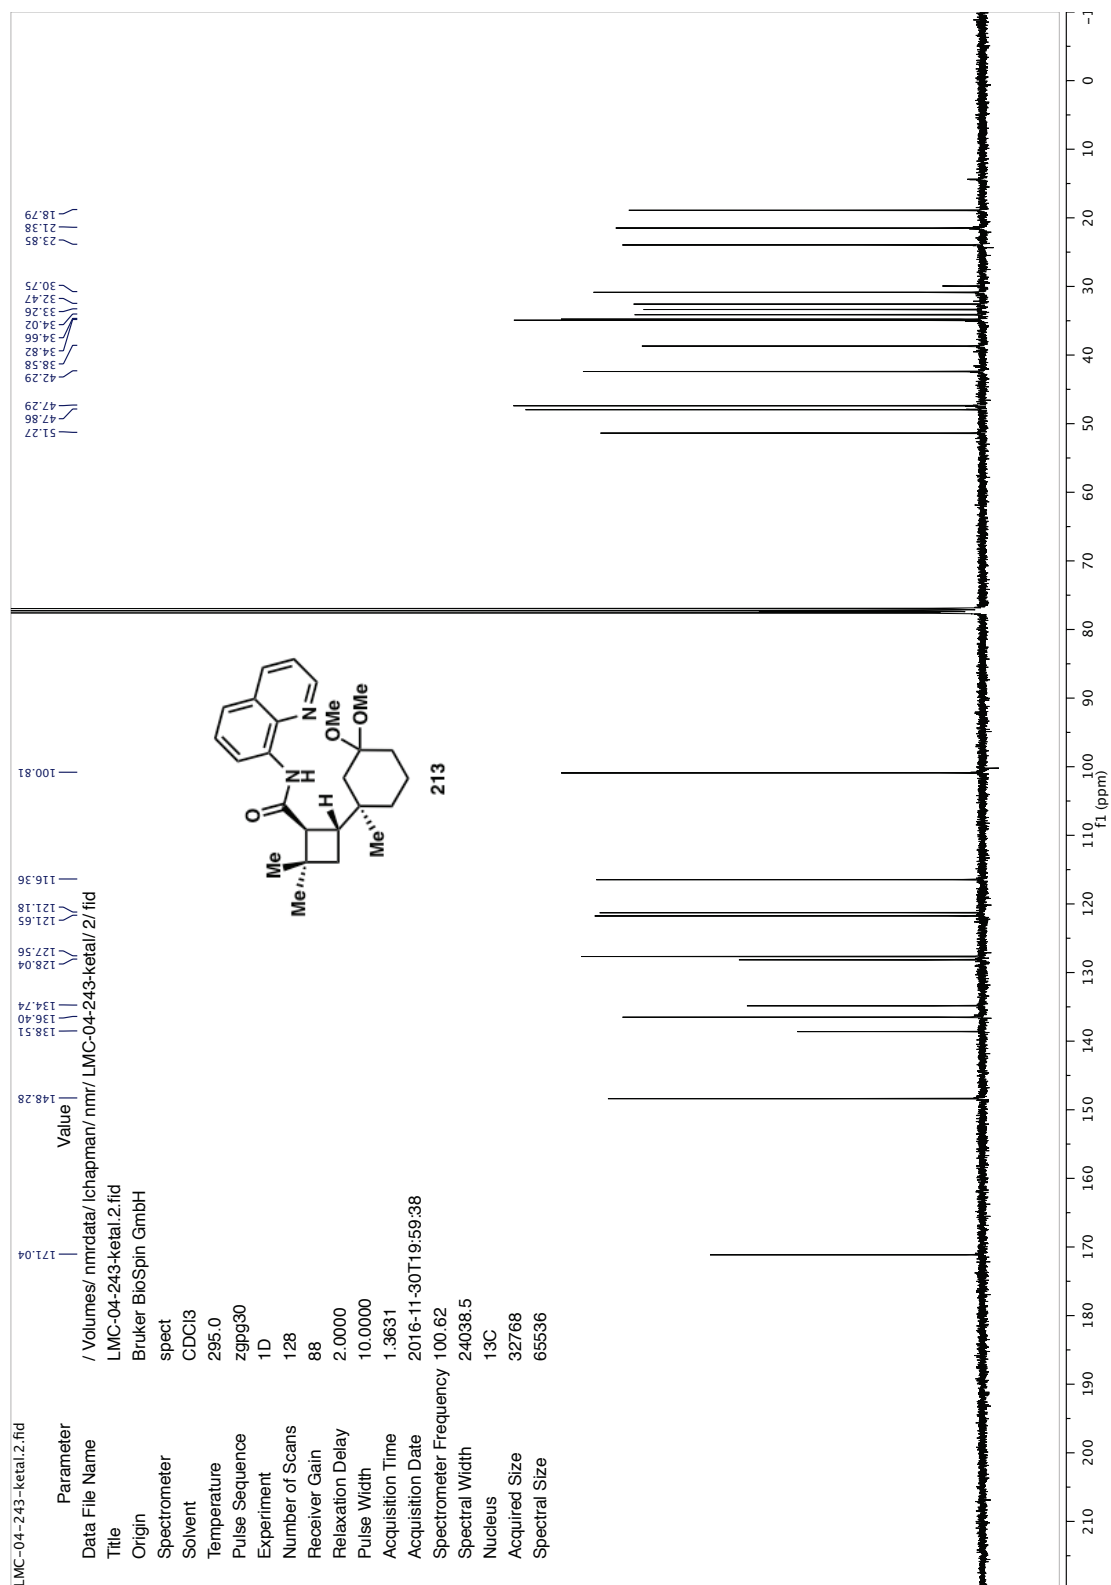 LMC-04-243-ketal.2.fid
Parameter Value
Data File Name / Volumes/ nmrdata/ lchapman/ nmr/ LMC-04-243-ketal/ 2/ fid
Title LMC-04-243-ketal.2.fid
Origin Bruker BioSpin GmbH
Spectrometer spect
Solvent CDCl3
Temperature 295.0
Pulse Sequence zgpg30
Experiment 1D
Number of Scans 128
Receiver Gain 88
Relaxation Delay 2.0000
Pulse Width 10.0000
Acquisition Time 1.3631
Acquisition Date 2016-11-30T19:59:38
Spectrometer Frequency 100.62
Spectral Width 24038.5
Nucleus 13C
Acquired Size 32768
Spectral Size 65536
171.04
148.28
138.51
136.40
134.74
128.04
127.56
121.65
121.18
116.36
100.81
51.27
47.86
47.29
42.29
38.58
34.82
34.66
34.02
33.26
32.47
30.75
23.85
21.38
18.79
O
N
H
N
Me
Me
H
OMe
OMe
Me
213
210 200 190 180 170 160 150 140 130 120 110 100 90 80 70 60 50 40 30 20 10 0 -1
f1 (ppm)